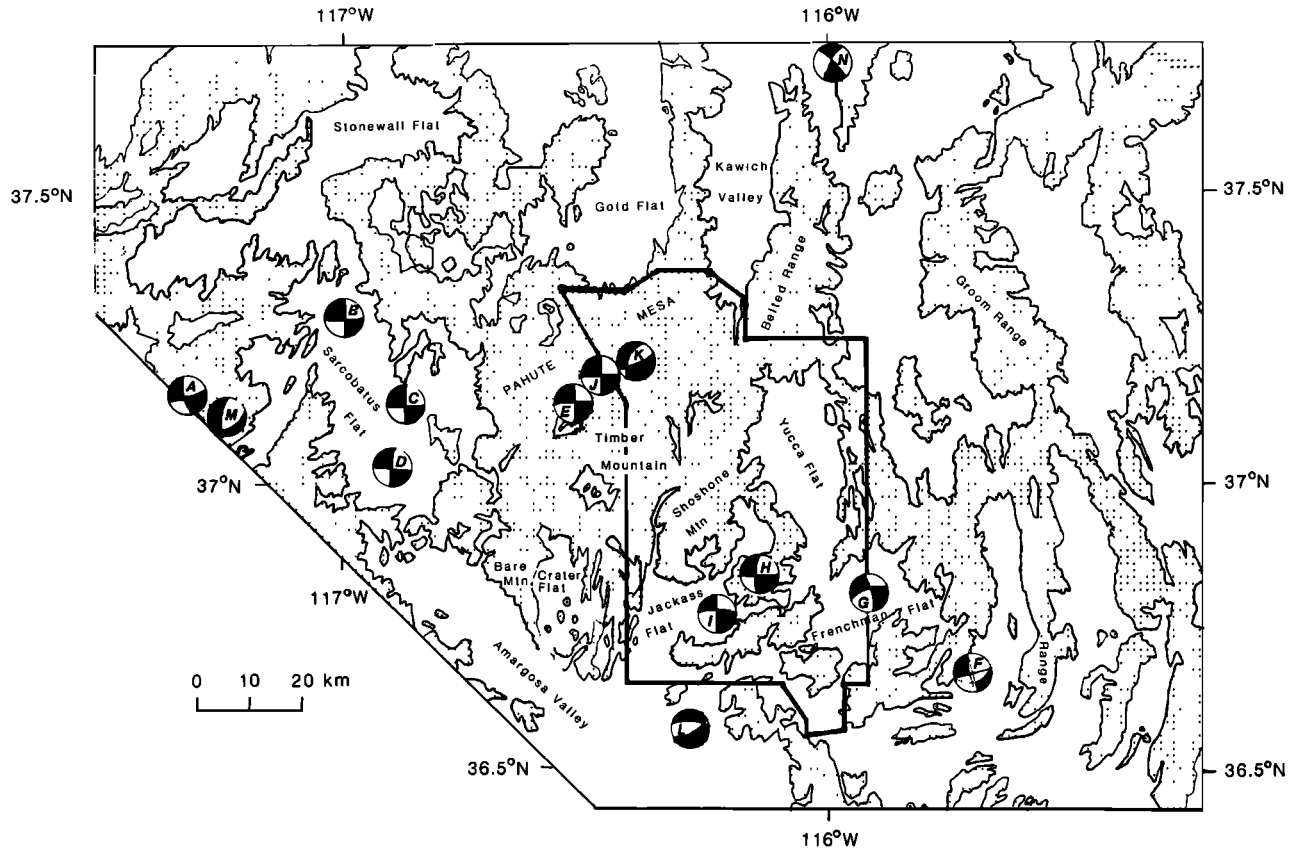 117°W
116°W
N
Stonewall Flat
Kawich
Valley
37.5°N
37.5°N
Gold Flat
Belted Range
Groom Range
MESA
B
Sarcobatus
Flat
K
J
PAHUTE
A
M
C
E
Timber
Mountain
Yucca Flat
D
37°N
37°N
Shoshone
Mtn
Bare
Mtn
Crater
Flat
H
117°W
Jackass
Flat
I
G
Frenchman Flat
F
Range
Amargosa Valley
0 10 20 km
L
36.5°N
36.5°N
116°W